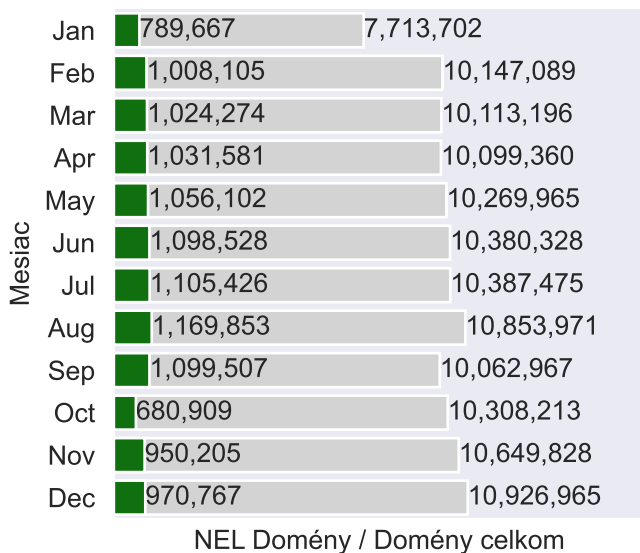 Jan 789,667 7,713,702
Feb 1,008,105 10,147,089
Mar 1,024,274 10,113,196
Apr 1,031,581 10,099,360
May 1,056,102 10,269,965
Jun 1,098,528 10,380,328
Jul 1,105,426 10,387,475
Aug 1,169,853 10,853,971
Sep 1,099,507 10,062,967
Oct 680,909 10,308,213
Nov 950,205 10,649,828
Dec 970,767 10,926,965
Mesiac
NEL Domény / Domény celkom